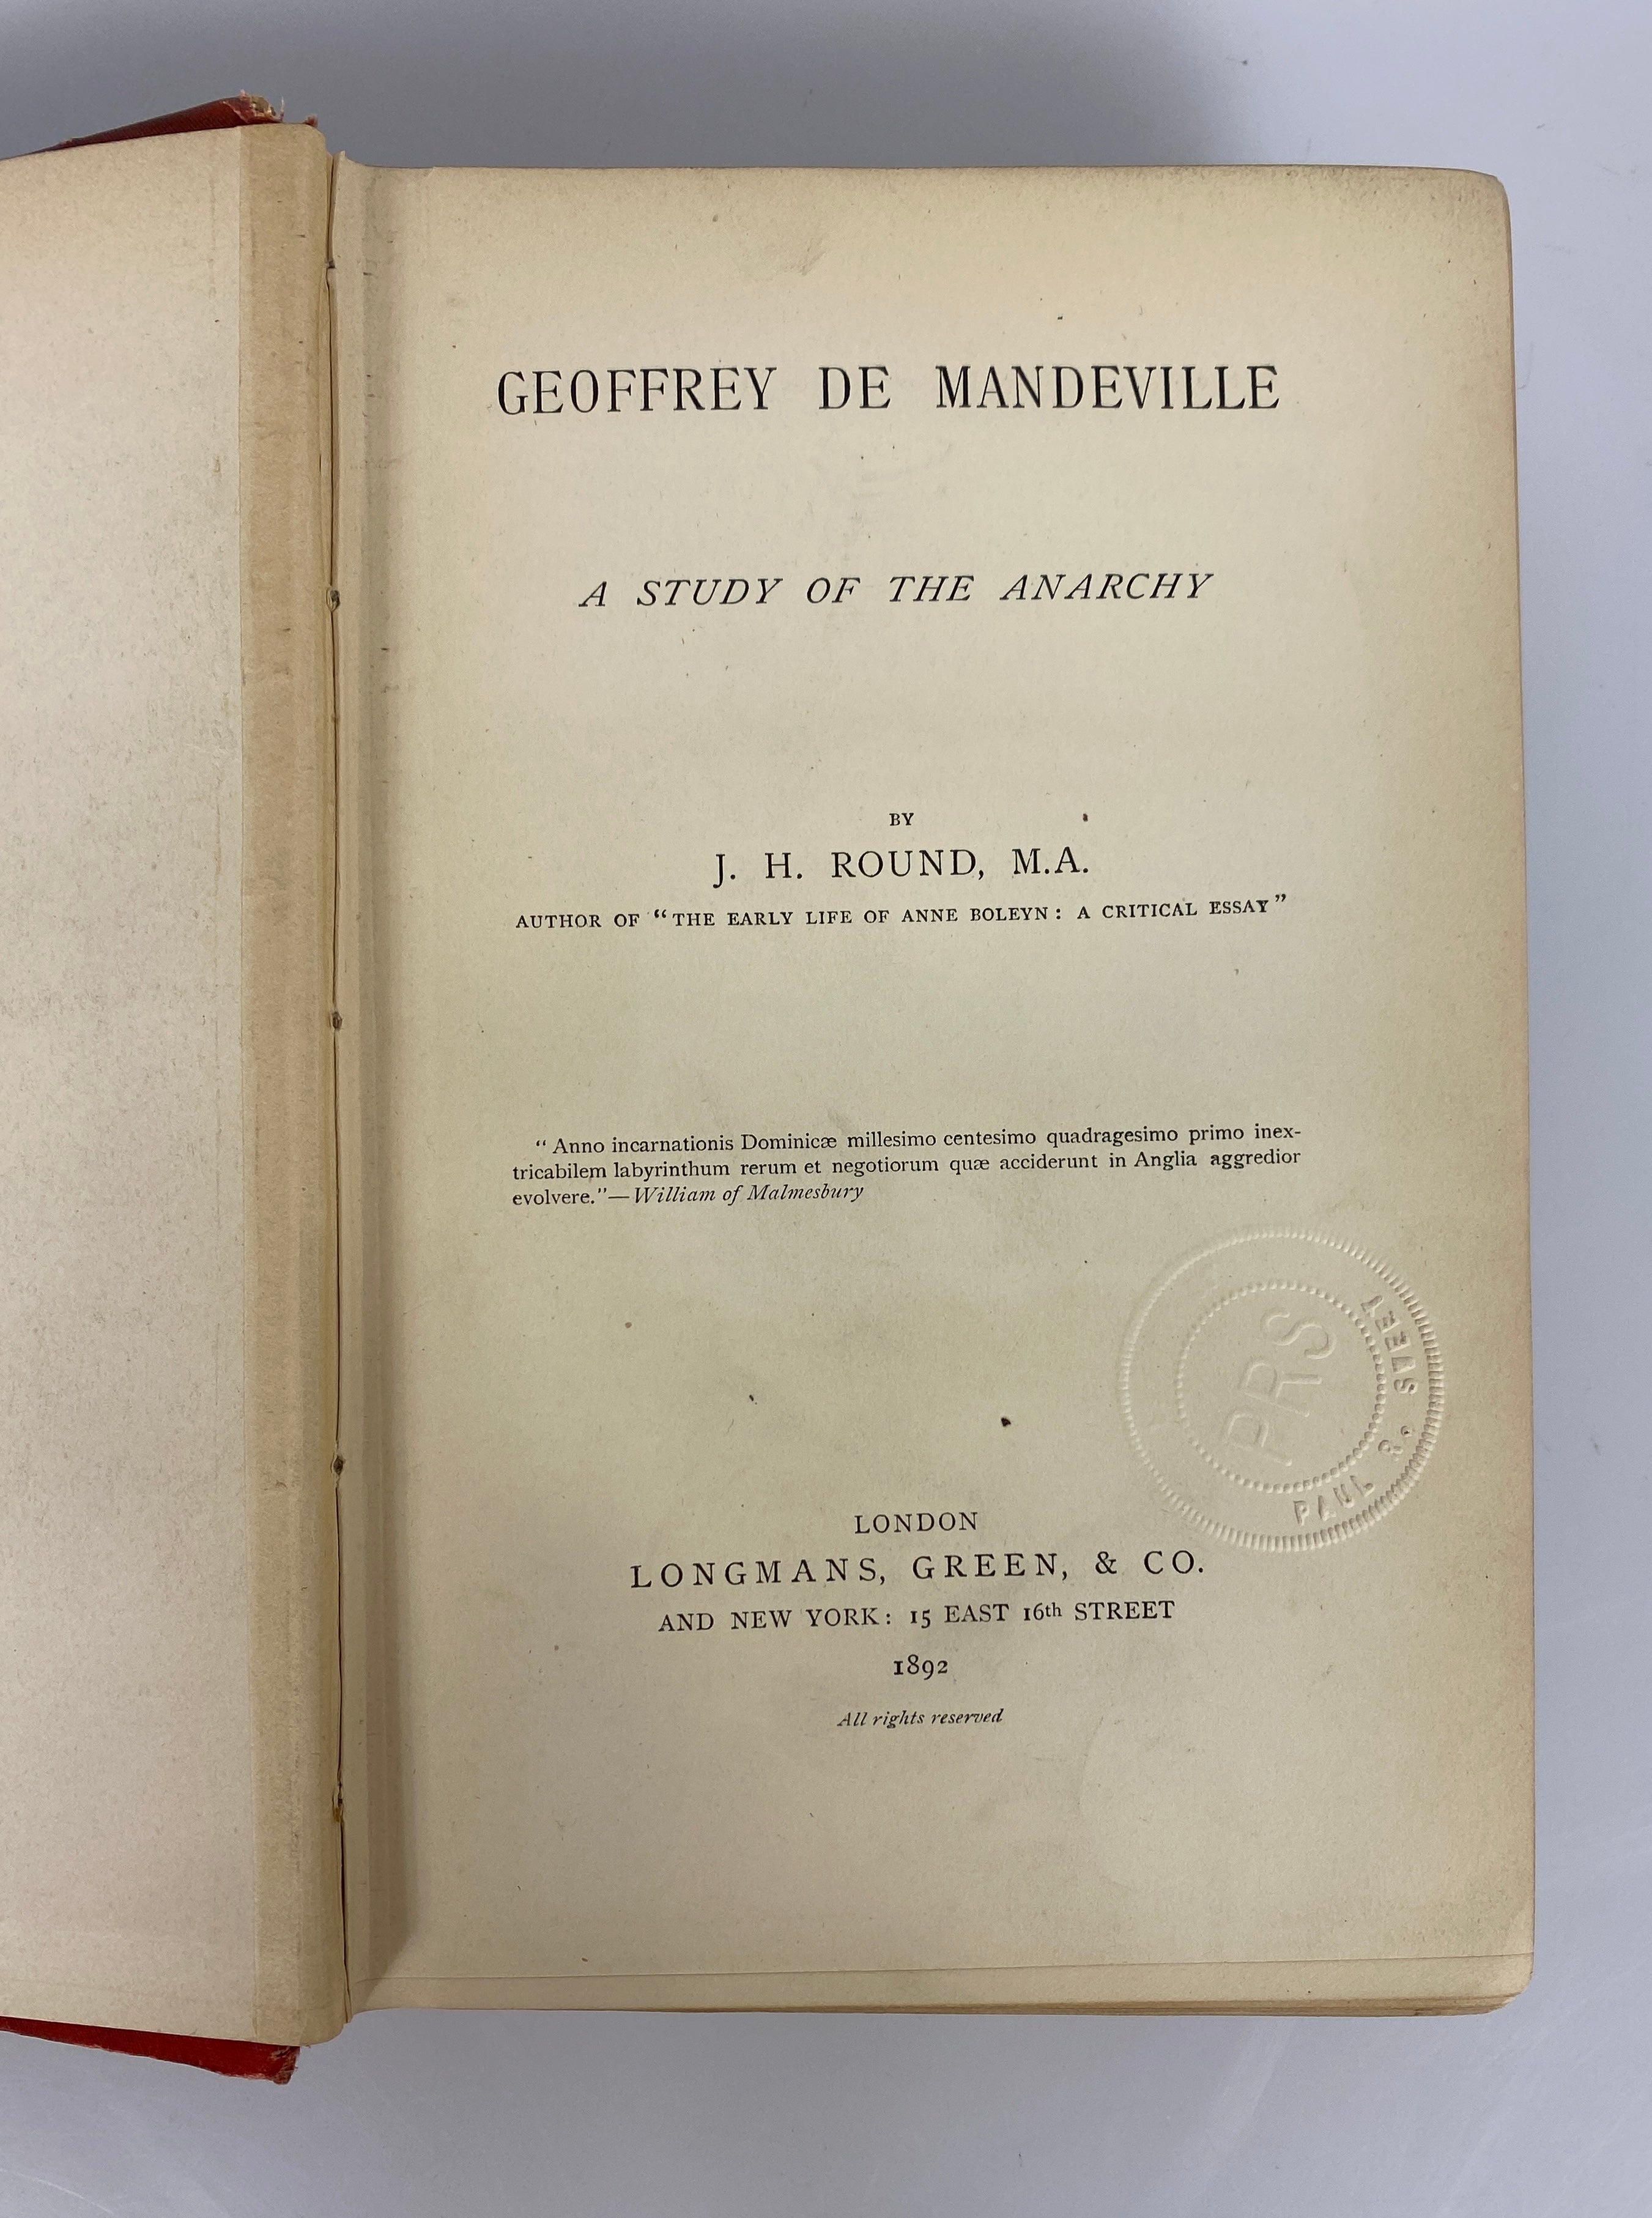 GEOFFREY DE MANDEVILLE
A STUDY OF THE ANARCHY
BY
J. H. ROUND, M.A.
AUTHOR OF "THE EARLY LIFE OF ANNE BOLEYN: A CRITICAL ESSAY"
"Anno incarnationis Dominicæ millesimo centesimo quadragesimo primo inex-
tricabilem labyrinthum rerum et negotiorum quæ acciderunt in Anglia aggredior
evolvere."—William of Malmesbury
PRS
PAUL R. STEET
LONDON
LONGMANS, GREEN, & CO.
AND NEW YORK: 15 EAST 16th STREET
1892
All rights reserved